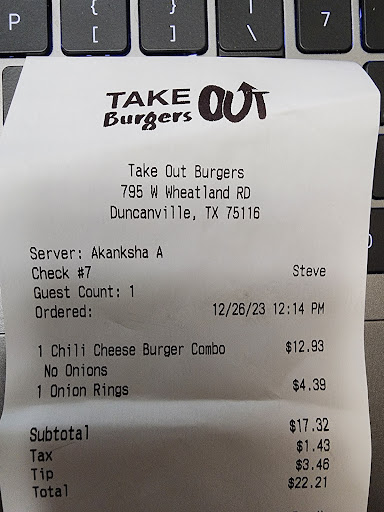 P
{
[
}
]
|
\
7
TAKE OUT
Burgers
Take Out Burgers
795 W Wheatland RD
Duncanville, TX 75116
Server: Akanksha A
Check #7 Steve
Guest Count: 1
Ordered: 12/26/23 12:14 PM
1 Chili Cheese Burger Combo $12.93
No Onions
1 Onion Rings $4.39
Subtotal $17.32
Tax $1.43
Tip $3.46
Total $22.21